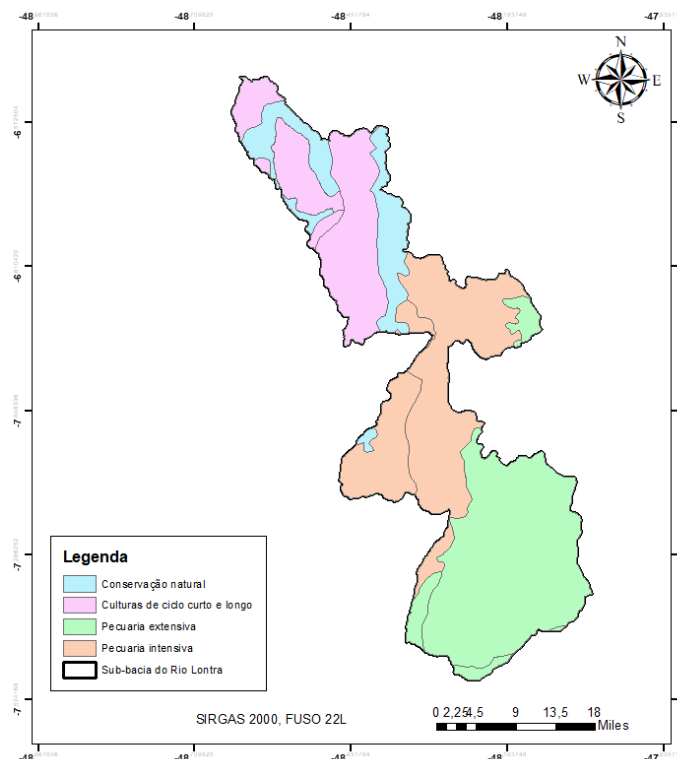 -48 -48 -48 -48 -47
N
W E
S
-6
-6
-7
-7
-7
Legenda
Conservação natural
Culturas de ciclo curto e longo
Pecuaria extensiva
Pecuaria intensiva
Sub-bacia do Rio Lontra
SIRGAS 2000, FUSO 22L
0 2,25 4,5 9 13,5 18
Miles
-48 -48 -48 -48 -47